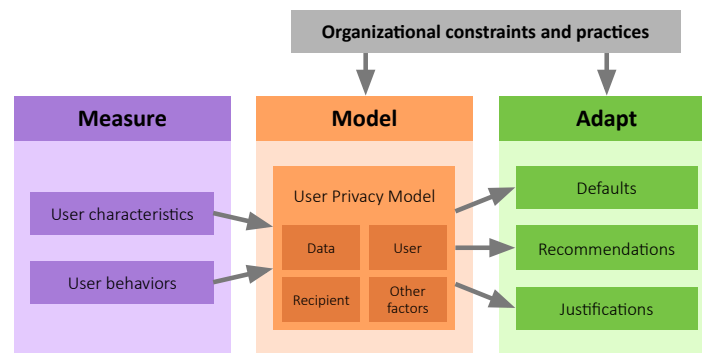 Organizational constraints and practices
Measure
Model
Adapt
User characteristics
User behaviors
User Privacy Model
Data
User
Recipient
Other
factors
Defaults
Recommendations
Justifications